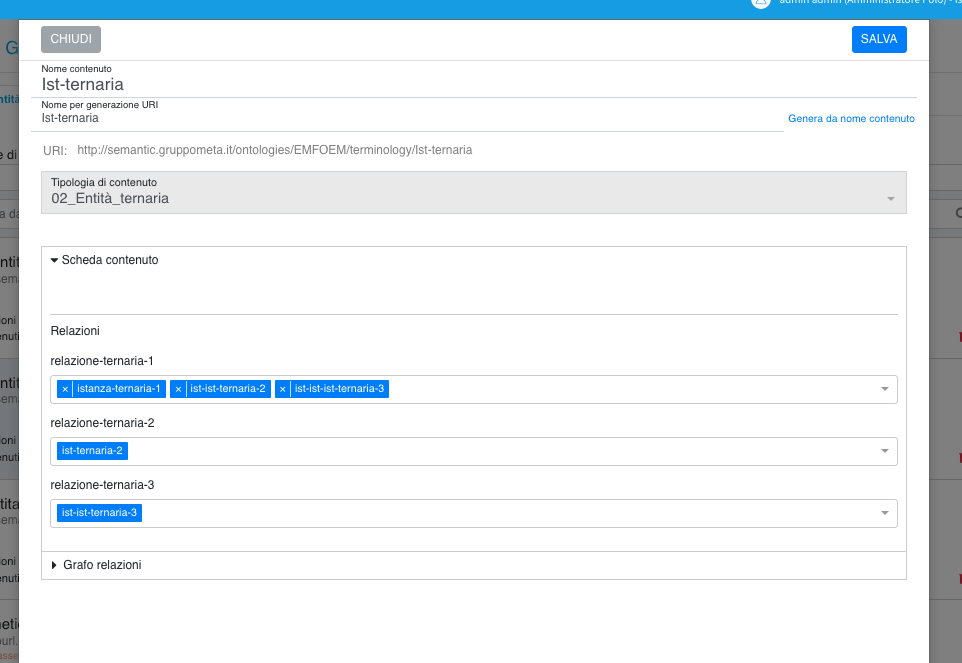 admin admin (Amministratore Polo) - Is
CHIUDI
SALVA
Nome contenuto
Ist-ternaria
Nome per generazione URI
Ist-ternaria
Genera da nome contenuto
URI: http://semantic.gruppometa.it/ontologies/EMFOEM/terminology/Ist-ternaria
Tipologia di contenuto
02_Entità_ternaria
Scheda contenuto
Relazioni
relazione-ternaria-1
× istanza-ternaria-1 × ist-ist-ternaria-2 × ist-ist-ist-ternaria-3
relazione-ternaria-2
ist-ternaria-2
relazione-ternaria-3
ist-ist-ternaria-3
Grafo relazioni